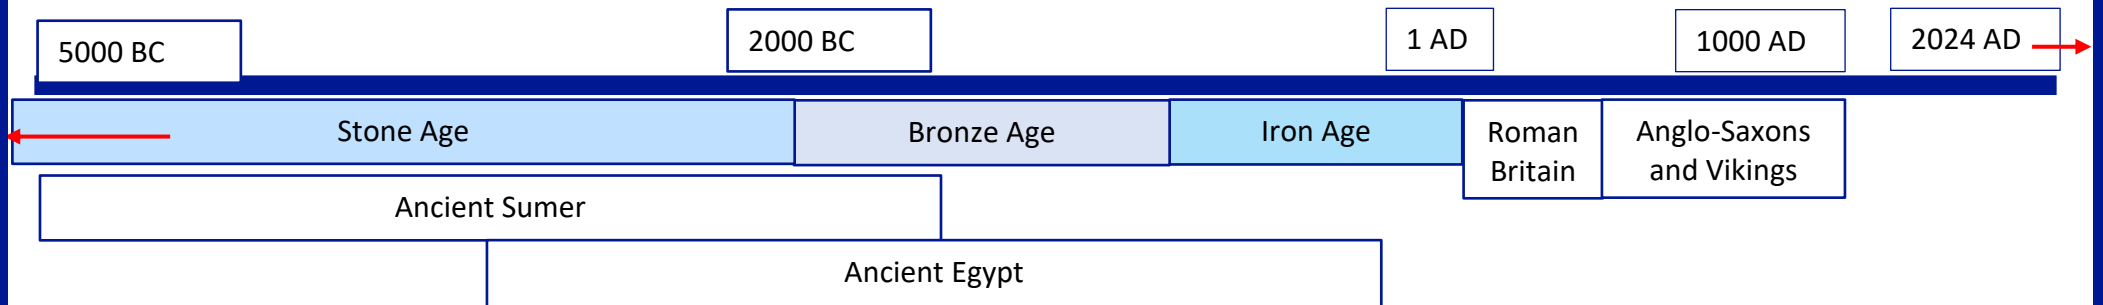 5000 BC
2000 BC
1 AD
1000 AD
2024 AD
Stone Age
Bronze Age
Iron Age
Roman
Britain
Anglo-Saxons
and Vikings
Ancient Sumer
Ancient Egypt